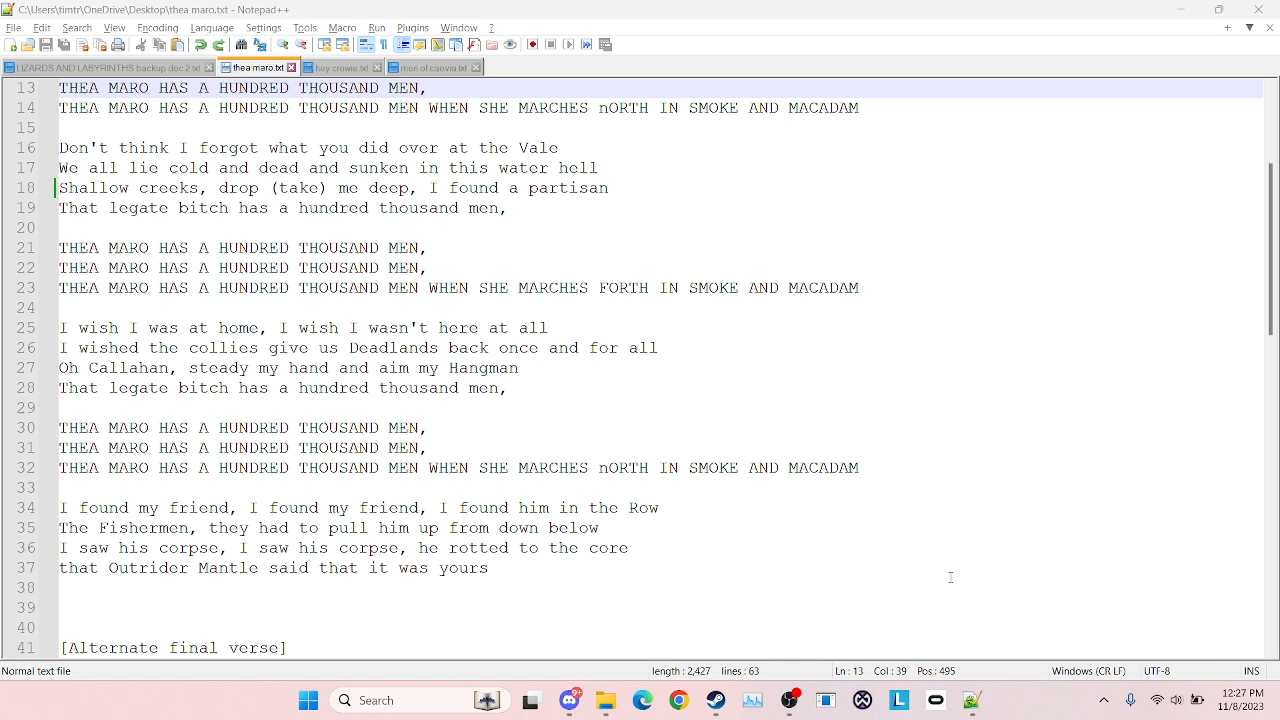 C:\Users\timtr\OneDrive\Desktop\thea maro.txt - Notepad++
File Edit Search View Encoding Language Settings Tools Macro Run Plugins Window ?
LIZARDS AND LABYRINTHS backup doc 2.txt thea maro.txt hey crowie.txt men of caovia.txt
13 THEA MARO HAS A HUNDRED THOUSAND MEN,
14 THEA MARO HAS A HUNDRED THOUSAND MEN WHEN SHE MARCHES nORTH IN SMOKE AND MACADAM
15
16 Don't think I forgot what you did over at the Vale
17 We all lie cold and dead and sunken in this water hell
18 Shallow creeks, drop (take) me deep, I found a partisan
19 That legate bitch has a hundred thousand men,
20
21 THEA MARO HAS A HUNDRED THOUSAND MEN,
22 THEA MARO HAS A HUNDRED THOUSAND MEN,
23 THEA MARO HAS A HUNDRED THOUSAND MEN WHEN SHE MARCHES FORTH IN SMOKE AND MACADAM
24
25 I wish I was at home, I wish I wasn't here at all
26 I wished the collies give us Deadlands back once and for all
27 Oh Callahan, steady my hand and aim my Hangman
28 That legate bitch has a hundred thousand men,
29
30 THEA MARO HAS A HUNDRED THOUSAND MEN,
31 THEA MARO HAS A HUNDRED THOUSAND MEN,
32 THEA MARO HAS A HUNDRED THOUSAND MEN WHEN SHE MARCHES nORTH IN SMOKE AND MACADAM
33
34 I found my friend, I found my friend, I found him in the Row
35 The Fishermen, they had to pull him up from down below
36 I saw his corpse, I saw his corpse, he rotted to the core
37 that Outrider Mantle said that it was yours
38
39
40
41 [Alternate final verse]
Normal text file length : 2,427 lines : 63 Ln : 13 Col : 39 Pos : 495 Windows (CR LF) UTF-8 INS
Search 12:27 PM
11/8/2023